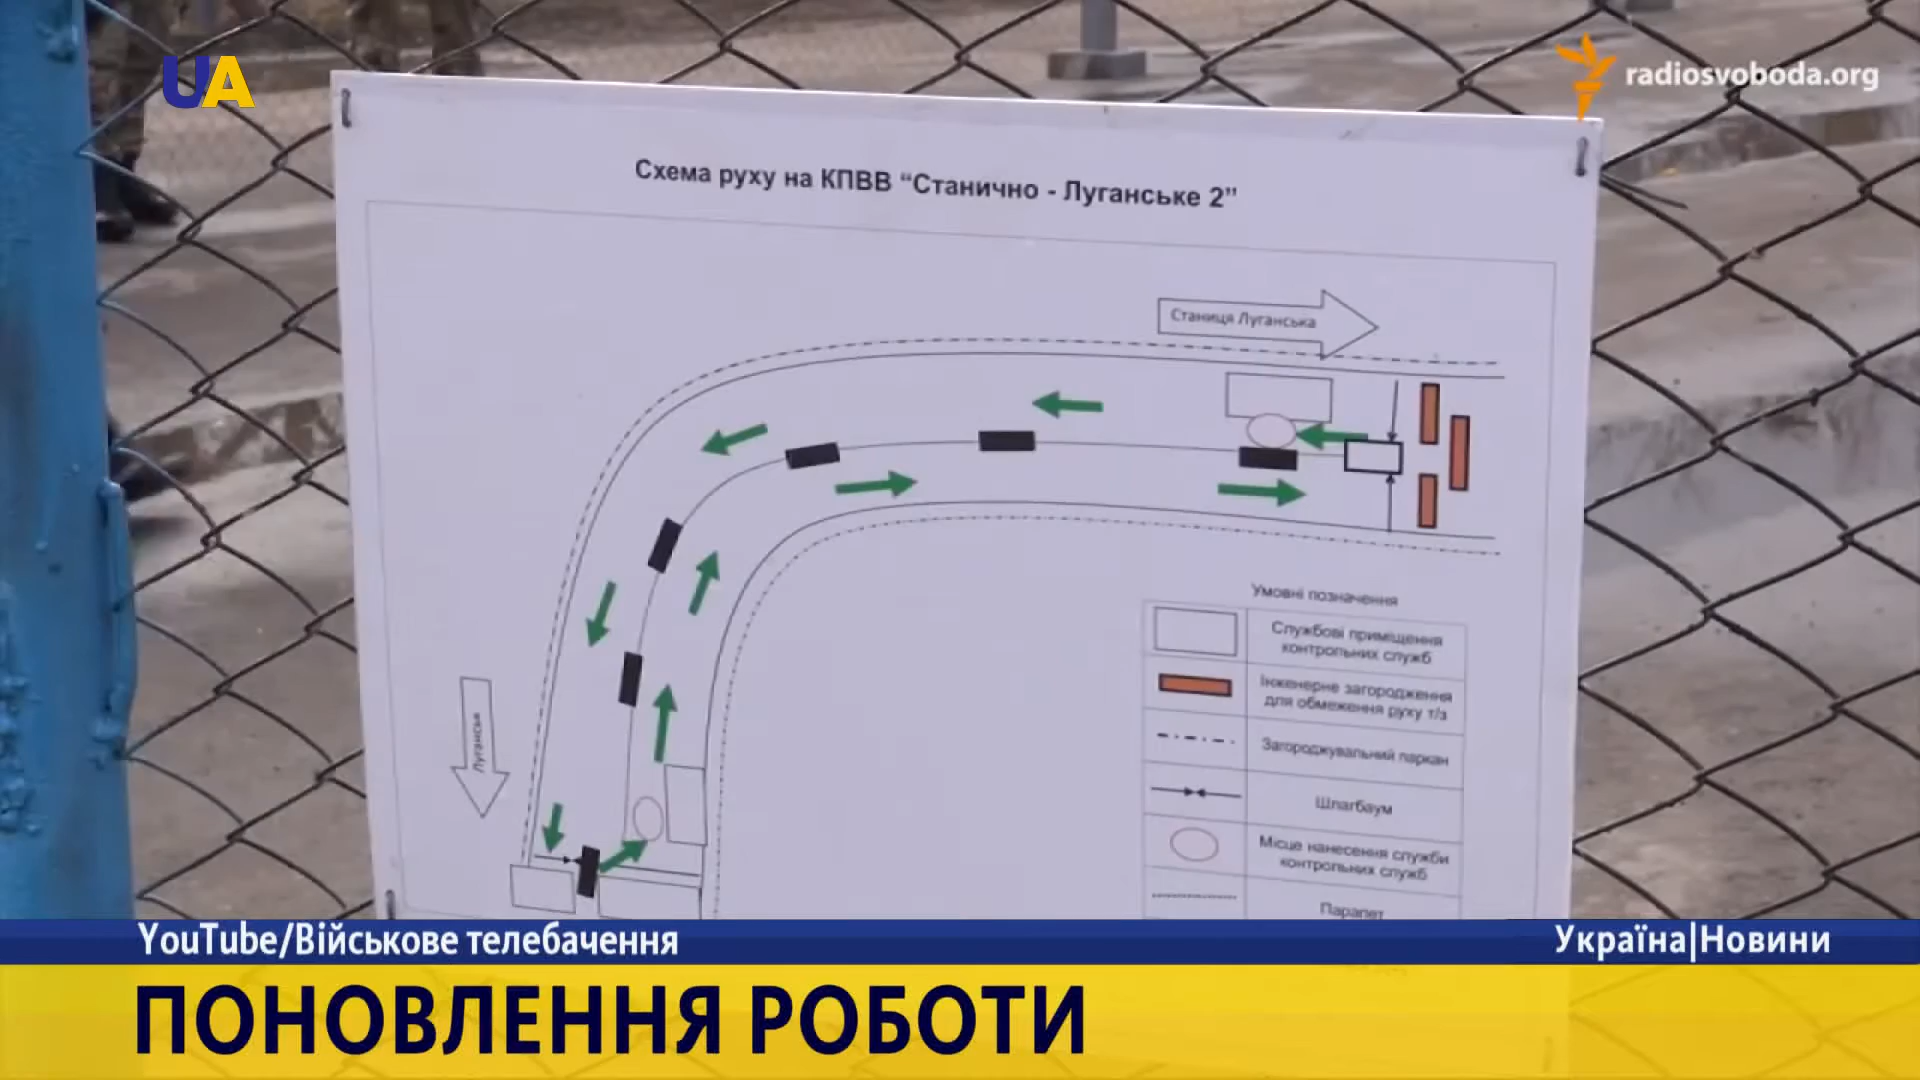 UA
radiosvoboda.org
Схема руху на КПВВ “Станично - Луганське 2”
Станиця Луганська
Луганськ
Умовні позначення
Службові приміщення
контрольних служб
Інженерне загородження
для обмеження руху т/з
Загороджувальний паркан
Шлагбаум
Місце нанесення служби
контрольних служб
Парапет
YouTube/Військове телебачення
Україна|Новини
ПОНОВЛЕННЯ РОБОТИ